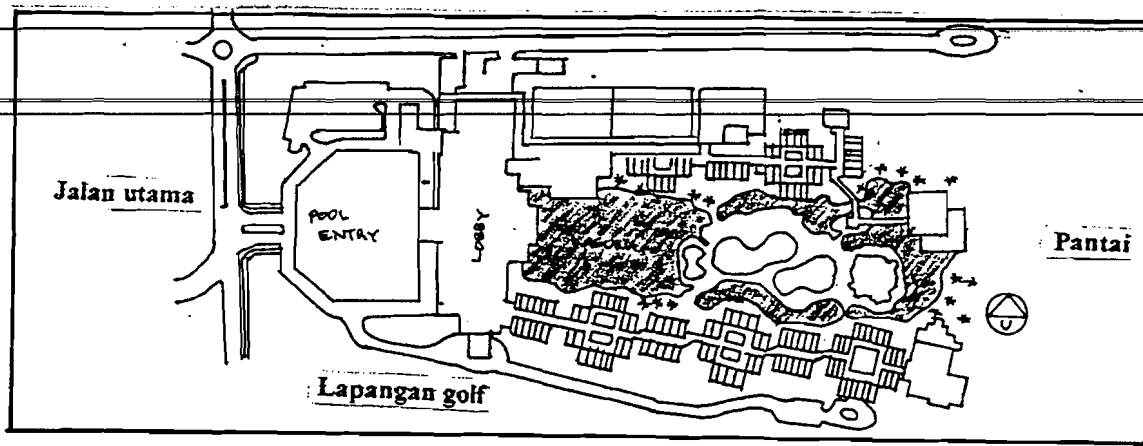 Jalan utama
POOL
ENTRY
LOBBY
Pantai
U
Lapangan golf